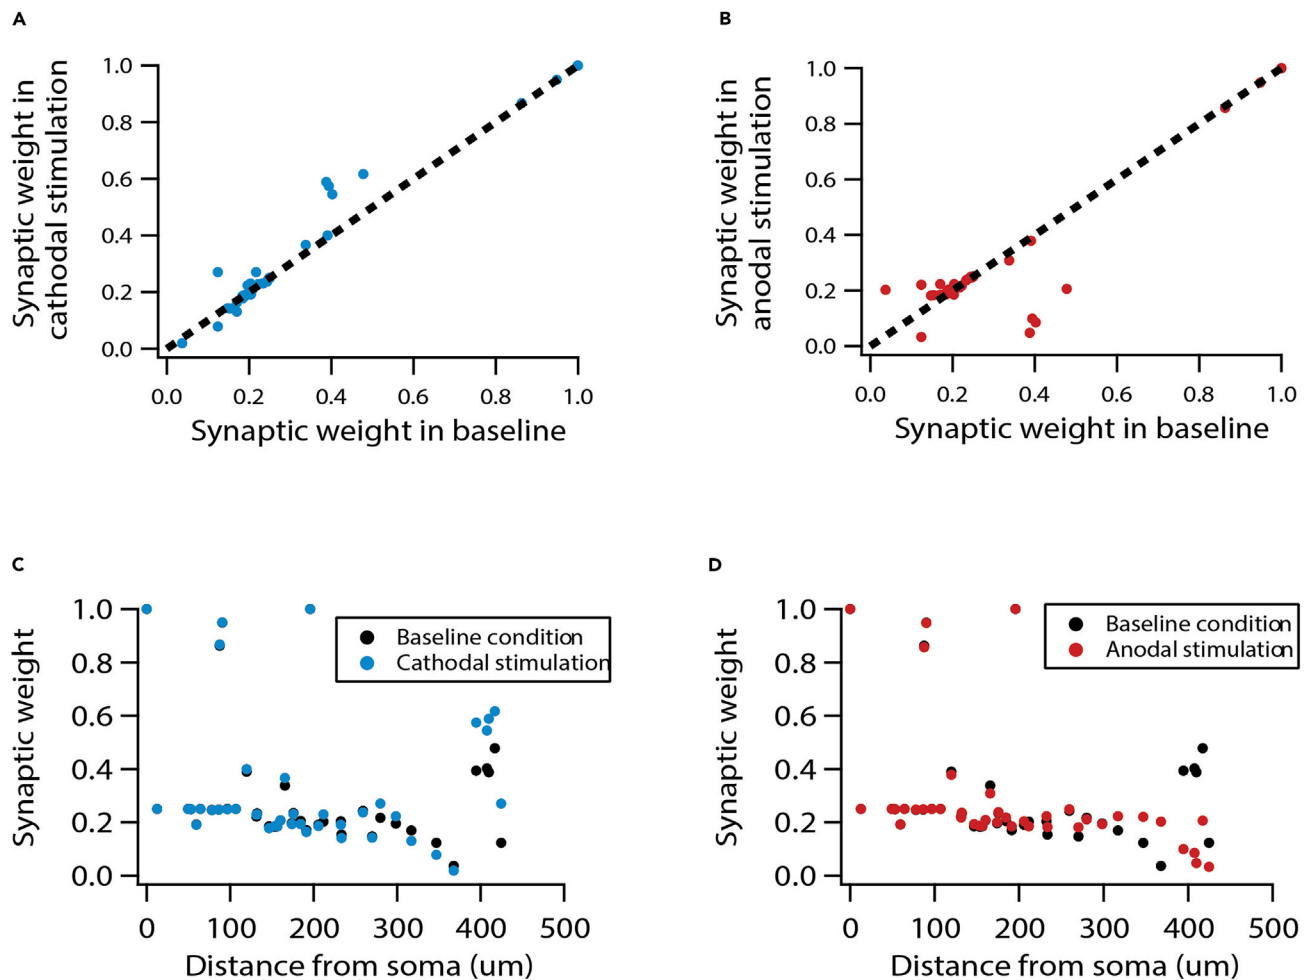 A
Synaptic weight in
cathodal stimulation
1.0
0.8
0.6
0.4
0.2
0.0
0.0 0.2 0.4 0.6 0.8 1.0
Synaptic weight in baseline
B
Synaptic weight in
anodal stimulation
1.0
0.8
0.6
0.4
0.2
0.0
0.0 0.2 0.4 0.6 0.8 1.0
Synaptic weight in baseline
C
Synaptic weight
1.0
0.8
0.6
0.4
0.2
0.0
Baseline condition
Cathodal stimulation
0 100 200 300 400 500
Distance from soma (um)
D
Synaptic weight
1.0
0.8
0.6
0.4
0.2
0.0
Baseline condition
Anodal stimulation
0 100 200 300 400 500
Distance from soma (um)